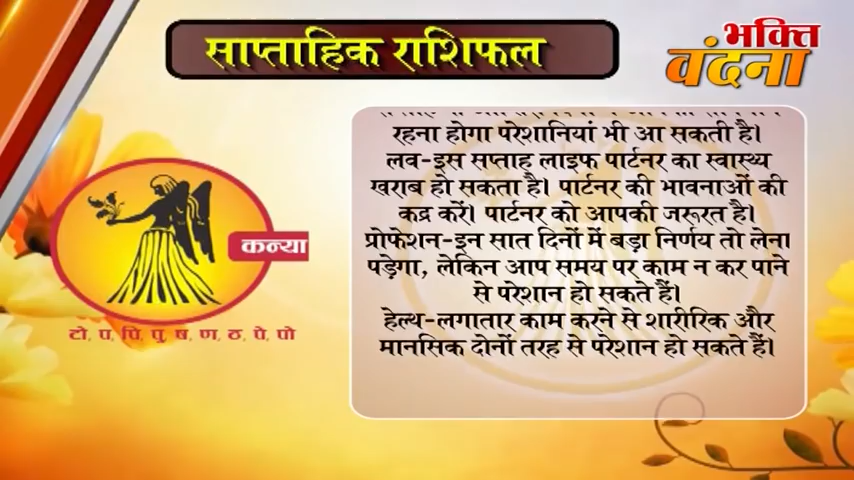 साप्ताहिक राशिफल
भक्ति
वंदना
रहना होगा परेशानियां भी आ सकती है।
लव-इस सप्ताह लाइफ पार्टनर का स्वास्थ्य
खराब हो सकता है। पार्टनर की भावनाओं की
कद्र करें। पार्टनर को आपकी जरूरत है।
प्रोफेशन-इन सात दिनों में बड़ा निर्णय तो लेना
पड़ेगा, लेकिन आप समय पर काम न कर पाने
से परेशान हो सकते हैं।
हेल्थ-लगातार काम करने से शारीरिक और
मानसिक दोनों तरह से परेशान हो सकते हैं।
कन्या
टो, प, पि, पु, ष, ण, ठ, पे, पो